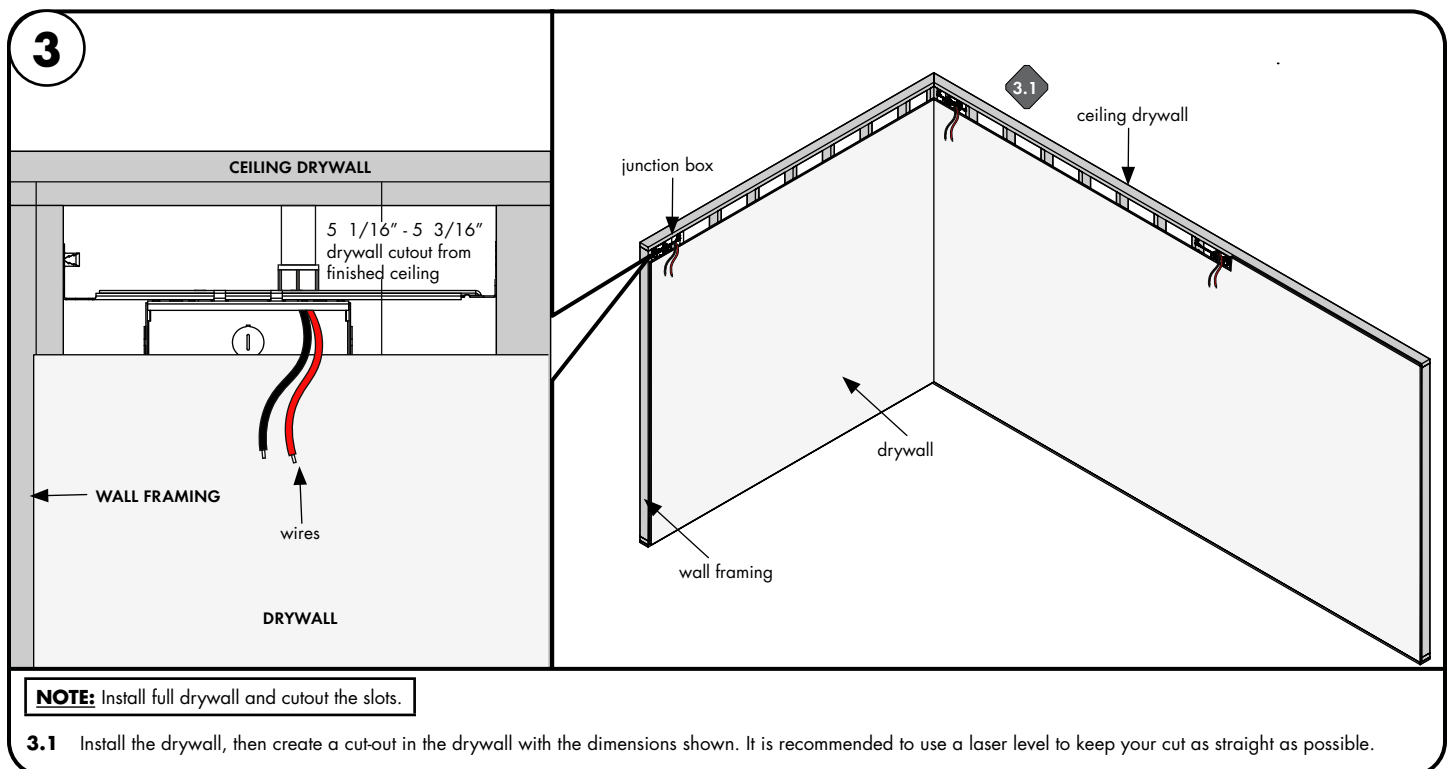 3
CEILING DRYWALL
5 1/16” - 5 3/16”
drywall cutout from
finished ceiling
WALL FRAMING
wires
DRYWALL
3.1
ceiling drywall
junction box
drywall
wall framing
NOTE: Install full drywall and cutout the slots.
3.1 Install the drywall, then create a cut-out in the drywall with the dimensions shown. It is recommended to use a laser level to keep your cut as straight as possible.